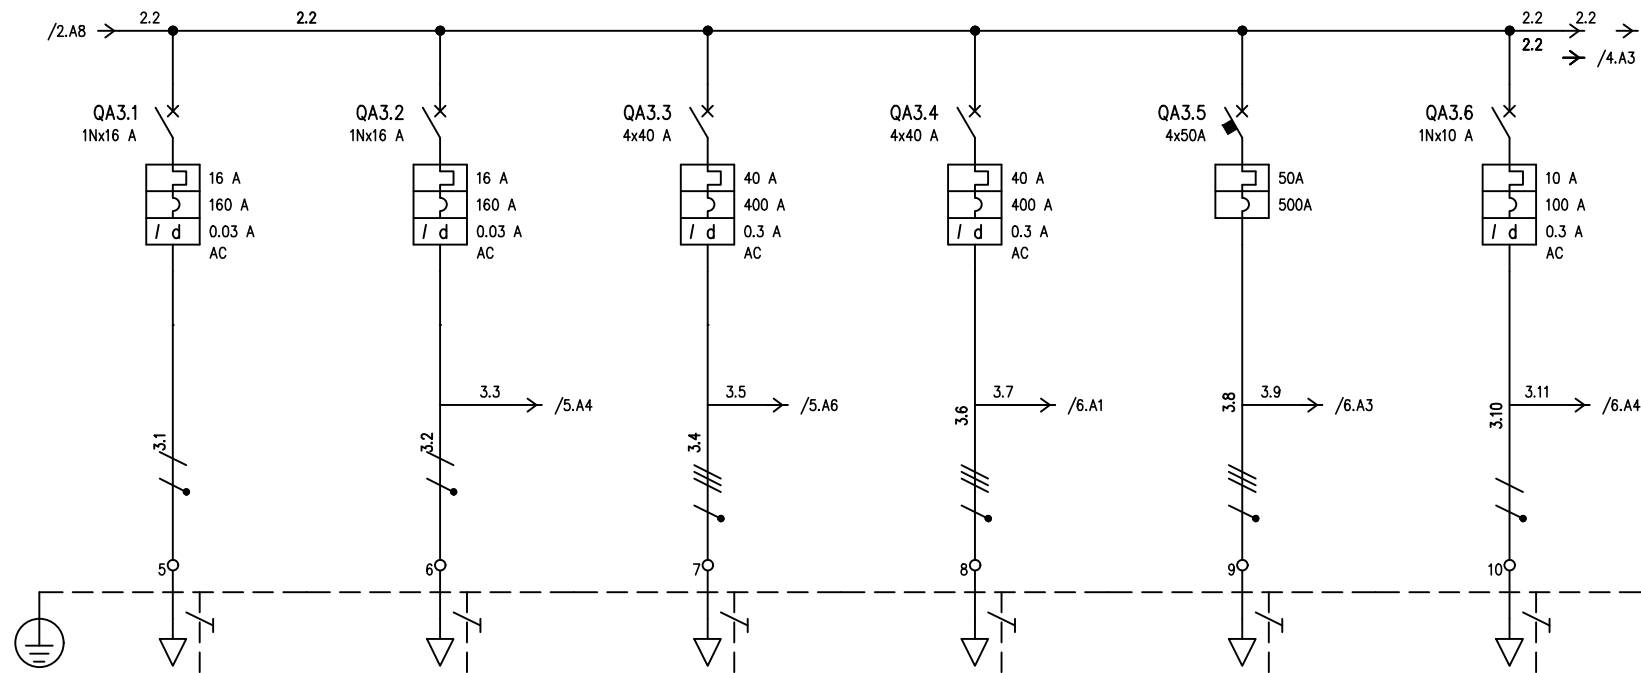 /2.A8 2.2 2.2 2.2 2.2
2.2 /4.A3
QA3.1 QA3.2 QA3.3 QA3.4 QA3.5 QA3.6
1Nx16 A 1Nx16 A 4x40 A 4x40 A 4x50A 1Nx10 A
16 A 16 A 40 A 40 A 50A 10 A
160 A 160 A 400 A 400 A 500A 100 A
I d 0.03 A I d 0.03 A I d 0.3 A I d 0.3 A I d 0.3 A
AC AC AC AC AC
3.3 /5.A4 3.5 /5.A6 3.7 /6.A1 3.9 /6.A3 3.11 /6.A4
3.1 3.2 3.4 3.6 3.8 3.10
5 6 7 8 9 10